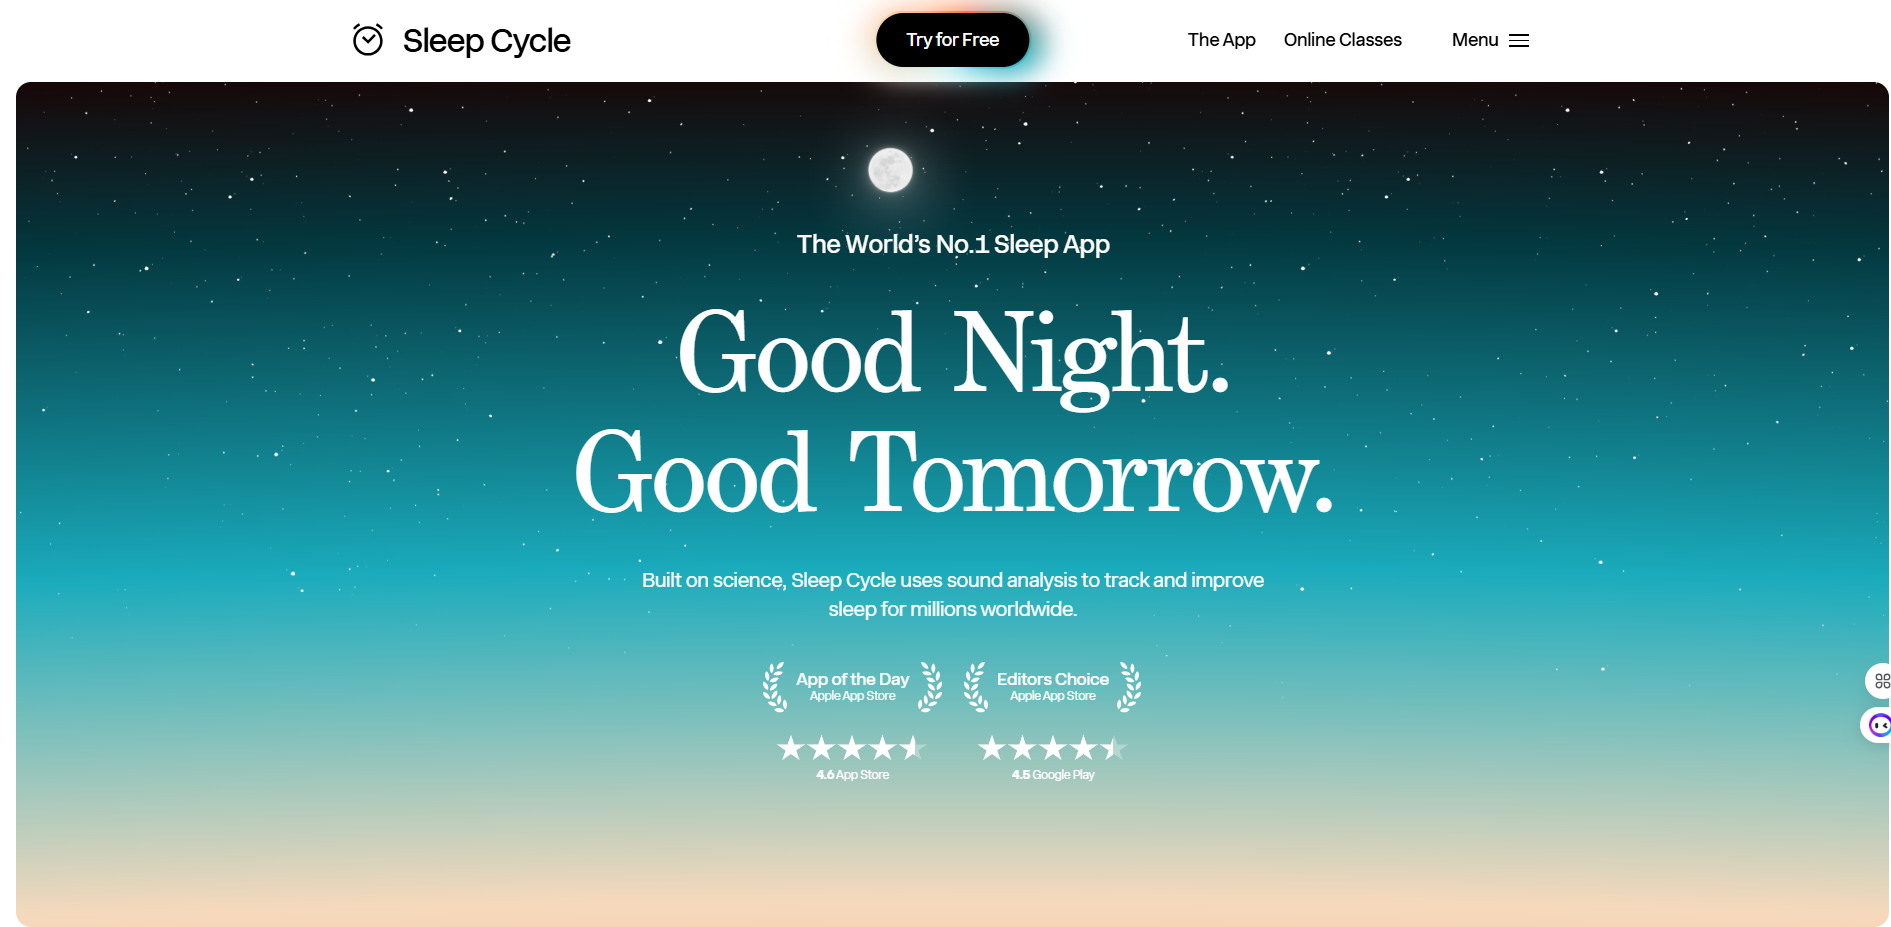 Sleep Cycle
Try for Free
The App
Online Classes
Menu
The World’s No.1 Sleep App
Good Night.
Good Tomorrow.
Built on science, Sleep Cycle uses sound analysis to track and improve
sleep for millions worldwide.
App of the Day
Apple App Store
Editors Choice
Apple App Store
4.6 App Store
4.5 Google Play